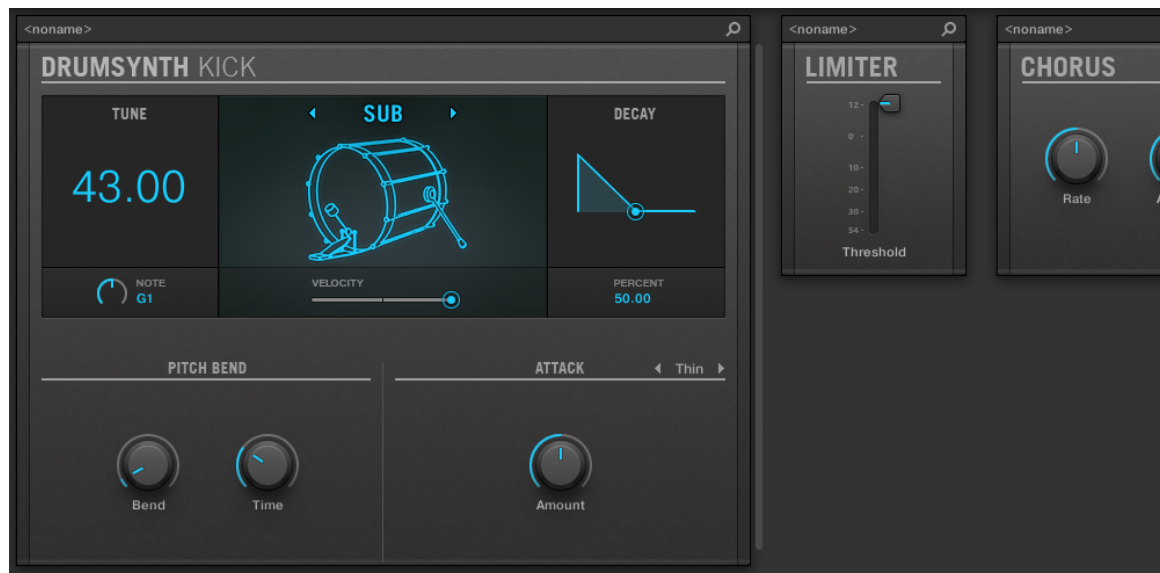 <noname>
DRUMSYNTH KICK
TUNE
SUB
DECAY
43.00
NOTE
G1
VELOCITY
PERCENT
50.00
PITCH BEND
ATTACK
Thin
Bend
Time
Amount
<noname>
LIMITER
12-
0 -
10-
20-
30-
54-
Threshold
<noname>
CHORUS
Rate